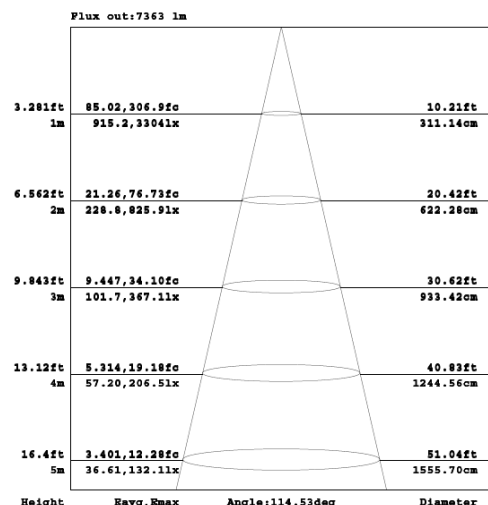 Flux out:7363 lm
3.281ft 85.02,306.9fc 10.21ft
1m 915.2,3304lx 311.14cm
6.562ft 21.26,76.73fc 20.42ft
2m 228.8,825.9lx 622.28cm
9.843ft 9.447,34.10fc 30.62ft
3m 101.7,367.1lx 933.42cm
13.12ft 5.314,19.18fc 40.83ft
4m 57.20,206.5lx 1244.56cm
16.4ft 3.401,12.28fc 51.04ft
5m 36.61,132.1lx 1555.70cm
Height Eavg,Emax Angle:114.53deg Diameter